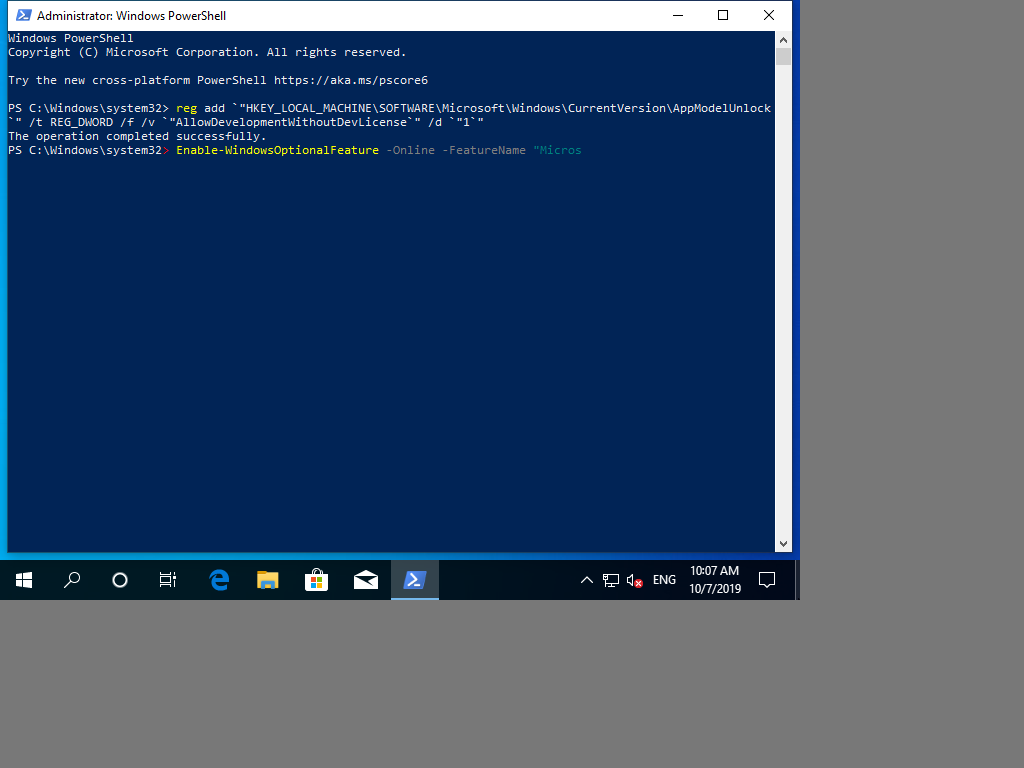 Administrator: Windows PowerShell
Windows PowerShell
Copyright (C) Microsoft Corporation. All rights reserved.
Try the new cross-platform PowerShell https://aka.ms/pscore6
PS C:\Windows\system32> reg add `"HKEY_LOCAL_MACHINE\SOFTWARE\Microsoft\Windows\CurrentVersion\AppModelUnlock
`" /t REG_DWORD /f /v `"AllowDevelopmentWithoutDevLicense`" /d `"1`"
The operation completed successfully.
PS C:\Windows\system32> Enable-WindowsOptionalFeature -Online -FeatureName "Micros
ENG
10:07 AM
10/7/2019